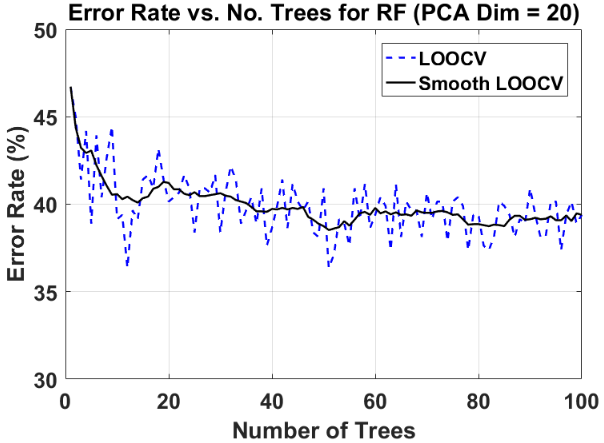 Error Rate vs. No. Trees for RF (PCA Dim = 20)
LOOCV
Smooth LOOCV
Error Rate (%)
50
45
40
35
30
0 20 40 60 80 100
Number of Trees